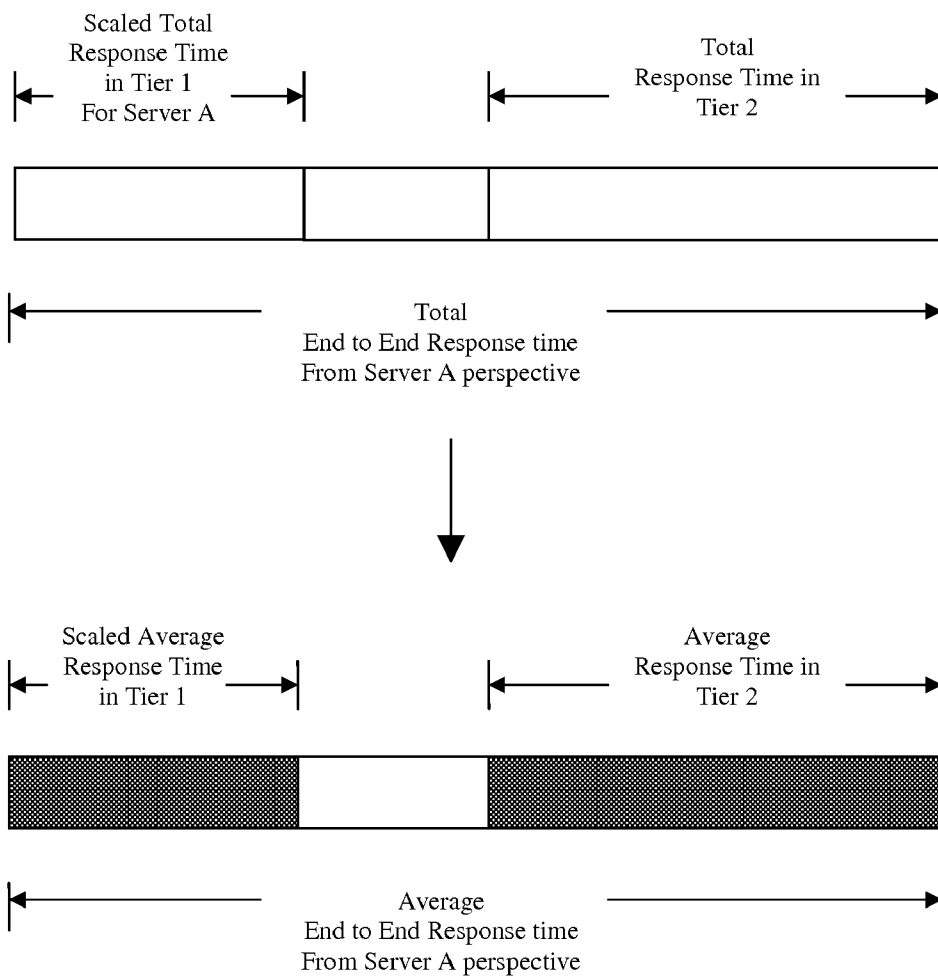 Scaled Total
Response Time
in Tier 1
For Server A
Total
Response Time in
Tier 2
Total
End to End Response time
From Server A perspective
Scaled Average
Response Time
in Tier 1
Average
Response Time in
Tier 2
Average
End to End Response time
From Server A perspective